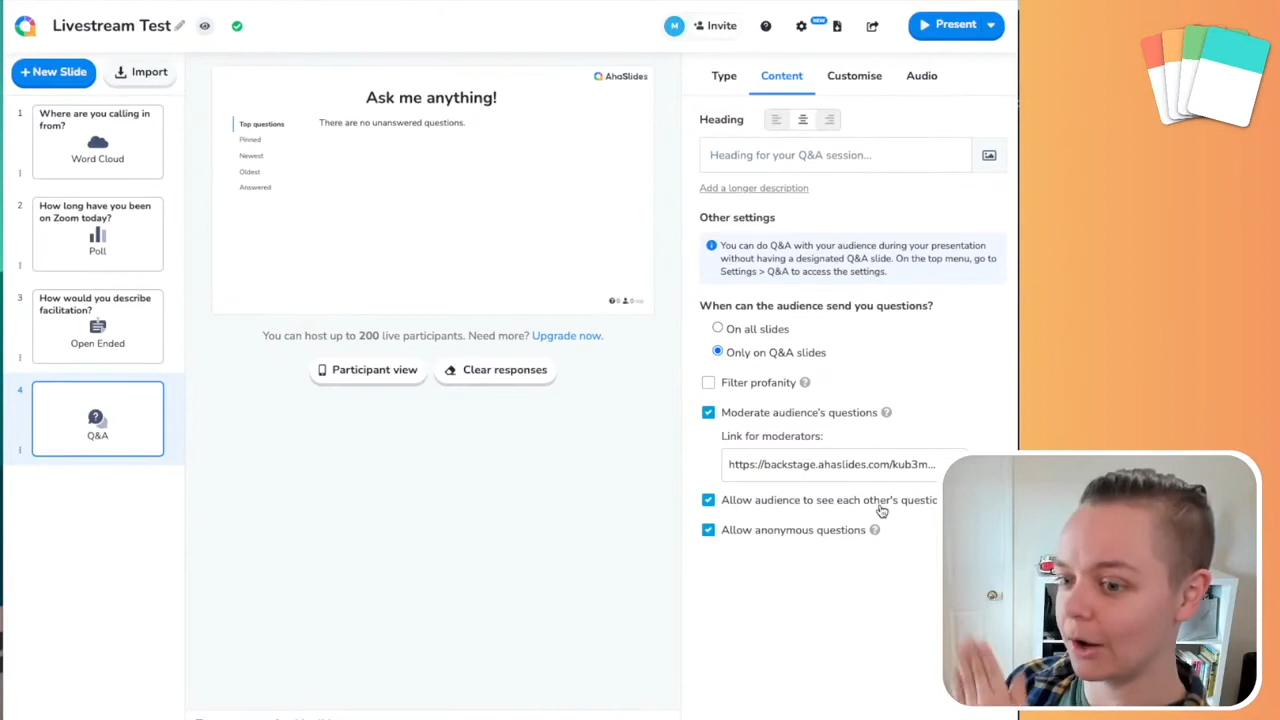 Livestream Test
M
Invite
NEW
Present
+ New Slide
Import
1
Where are you calling in
from?
Word Cloud
2
How long have you been
on Zoom today?
Poll
3
How would you describe
facilitation?
Open Ended
4
Q&A
AhaSlides
Ask me anything!
Top questions
There are no unanswered questions.
Pinned
Newest
Oldest
Answered
You can host up to 200 live participants. Need more? Upgrade now.
Participant view
Clear responses
Type
Content
Customise
Audio
Heading
Heading for your Q&A session...
Add a longer description
Other settings
You can do Q&A with your audience during your presentation
without having a designated Q&A slide. On the top menu, go to
Settings > Q&A to access the settings.
When can the audience send you questions?
On all slides
Only on Q&A slides
Filter profanity
Moderate audience's questions
Link for moderators:
https://backstage.ahaslides.com/kub3m...
Allow audience to see each other's questic
Allow anonymous questions